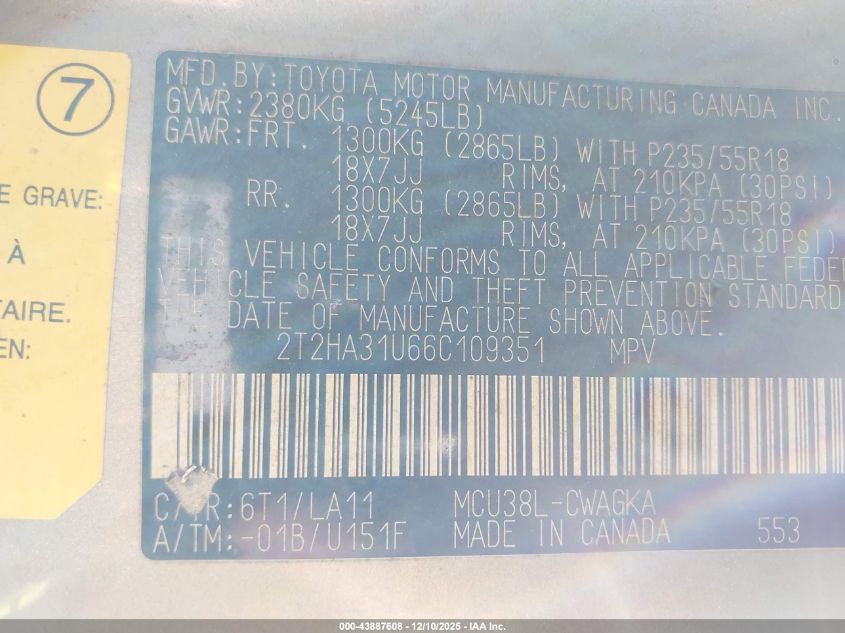 7
E GRAVE:
À
TAIRE.
EN:
MFD. BY: TOYOTA MOTOR MANUFACTURING CANADA INC.
GVWR: 2380KG (5245LB)
GAWR: FRT. 1300KG (2865LB) WITH P235/55R18
18X7JJ RIMS, AT 210KPA (30PSI)
RR. 1300KG (2865LB) WITH P235/55R18
18X7JJ RIMS, AT 210KPA (30PSI)
THIS VEHICLE CONFORMS TO ALL APPLICABLE FEDER
VEHICLE SAFETY AND THEFT PREVENTION STANDARD
THE DATE OF MANUFACTURE SHOWN ABOVE.
2T2HA31U66C109351 MPV
C/TR: 6T1/LA11 MCU38L-CWAGKA
A/TM: -01B/U151F MADE IN CANADA 553
000-43887608 - 12/10/2025 - IAA Inc.